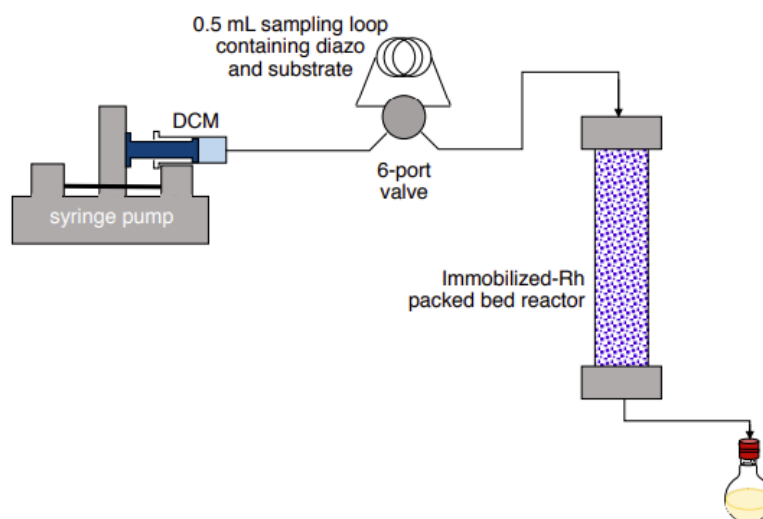 0.5 mL sampling loop
containing diazo
and substrate
DCM
6-port
valve
syringe pump
Immobilized-Rh
packed bed reactor